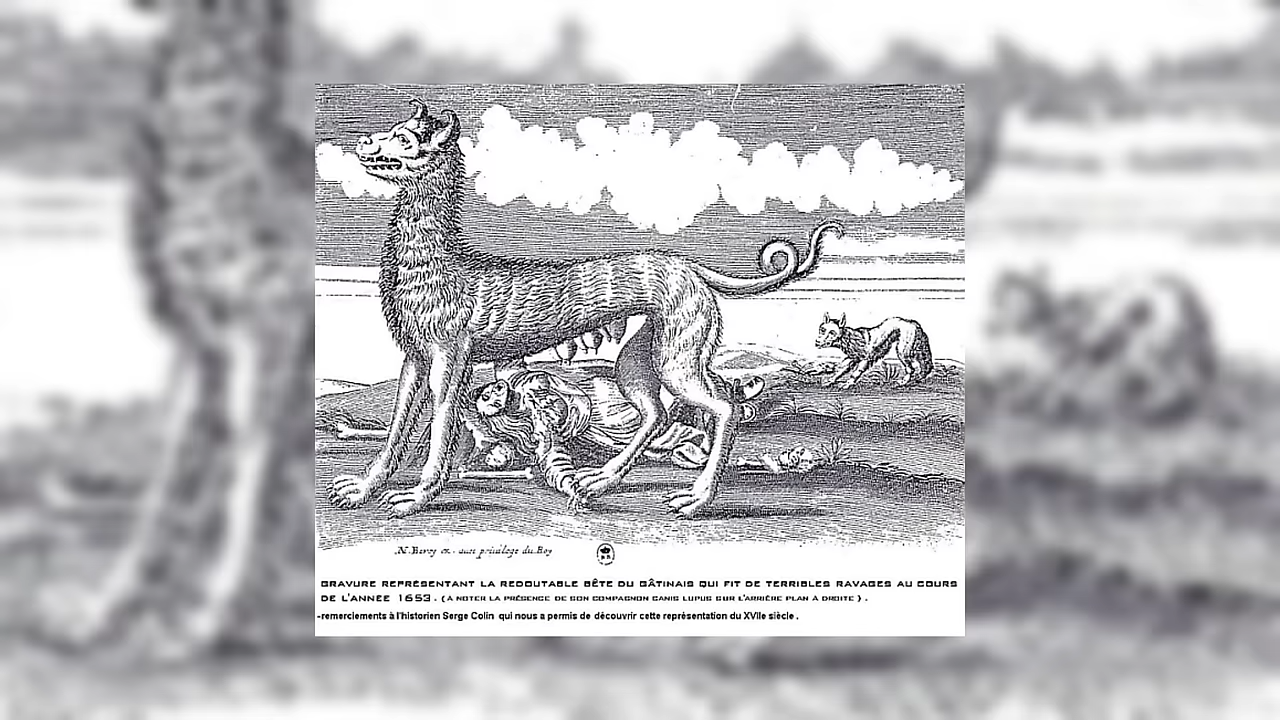 N. Berey ex. auec priuilege du Roy
GRAVURE REPRÉSENTANT LA REDOUTABLE BÊTE DU GÂTINAIS QUI FIT DE TERRIBLES RAVAGES AU COURS
DE L'ANNEE 1653. (A NOTER LA PRÉSENCE DE SON COMPAGNON CANIS LUPUS SUR L'ARRIÈRE PLAN À DROITE ).
-remerciements à l'historien Serge Colin qui nous a permis de découvrir cette représentation du XVIIe siècle .